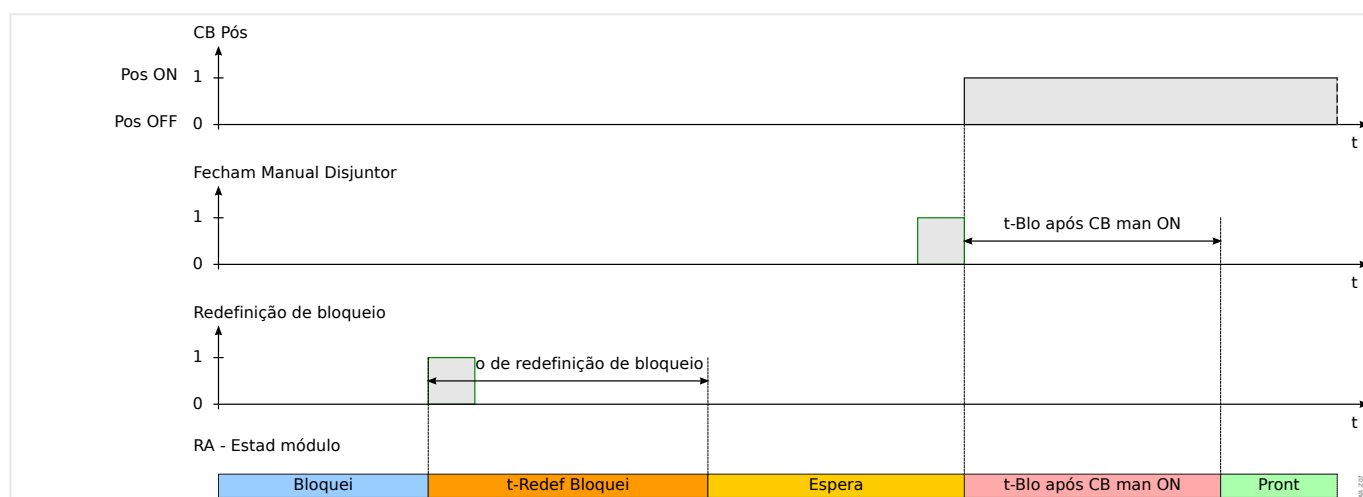 CB Pós
Pos ON 1
Pos OFF 0
t
Fecham Manual Disjuntor
1
t-Blo após CB man ON
0
t
Redefinição de bloqueio
1
o de redefinição de bloqueio
0
t
RA - Estad módulo
Bloquei t-Redef Bloquei Espera t-Blo após CB man ON Pront